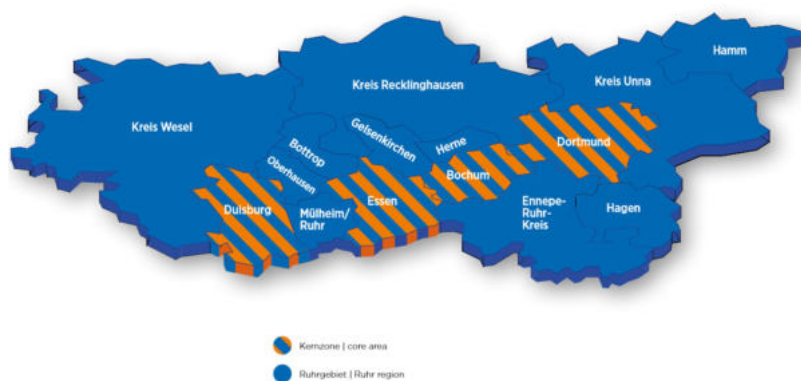 Hamm
Kreis Unna
Kreis Recklinghausen
Kreis Wesel
Gelsenkirchen
Herne
Dortmund
Bottrop
Oberhausen
Bochum
Essen
Duisburg
Mülheim/
Ruhr
Ennepe-
Ruhr-
Kreis
Hagen
Kernzone | core area
Ruhrgebiet | Ruhr region